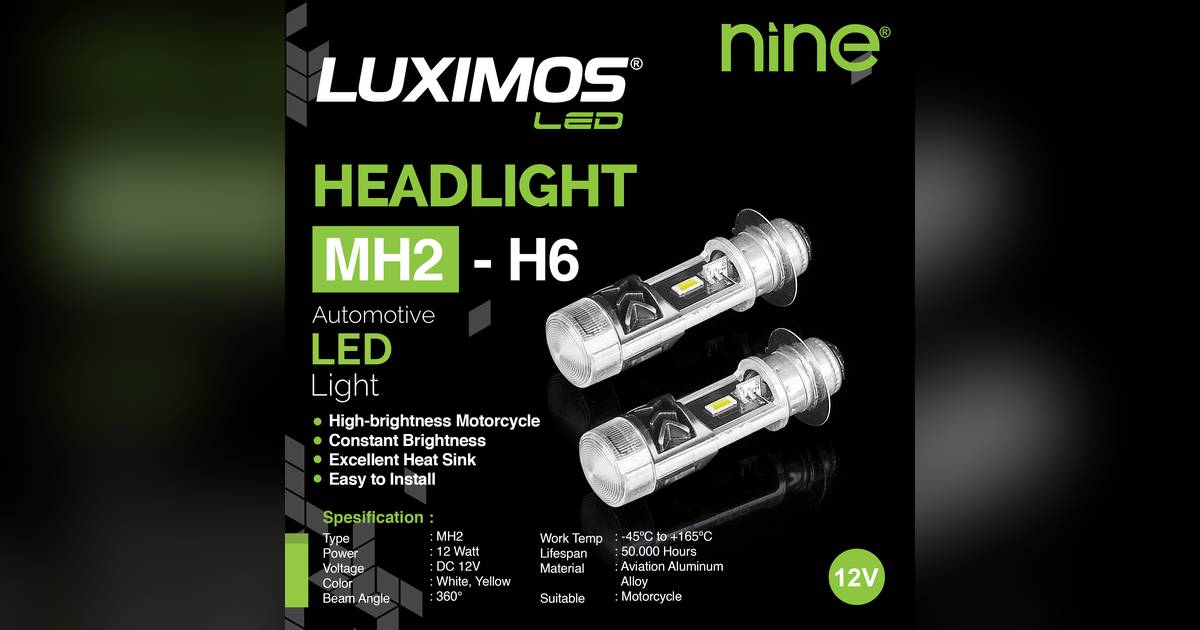 nine®
LUXIMOS®
LED
HEADLIGHT
MH2 - H6
Automotive
LED
Light
High-brightness Motorcycle
Constant Brightness
Excellent Heat Sink
Easy to Install
Spesification :
Type : MH2
Power : 12 Watt
Voltage : DC 12V
Color : White, Yellow
Beam Angle : 360°
Work Temp : -45ºC to +165ºC
Lifespan : 50.000 Hours
Material : Aviation Aluminum
Alloy
Suitable : Motorcycle
12V